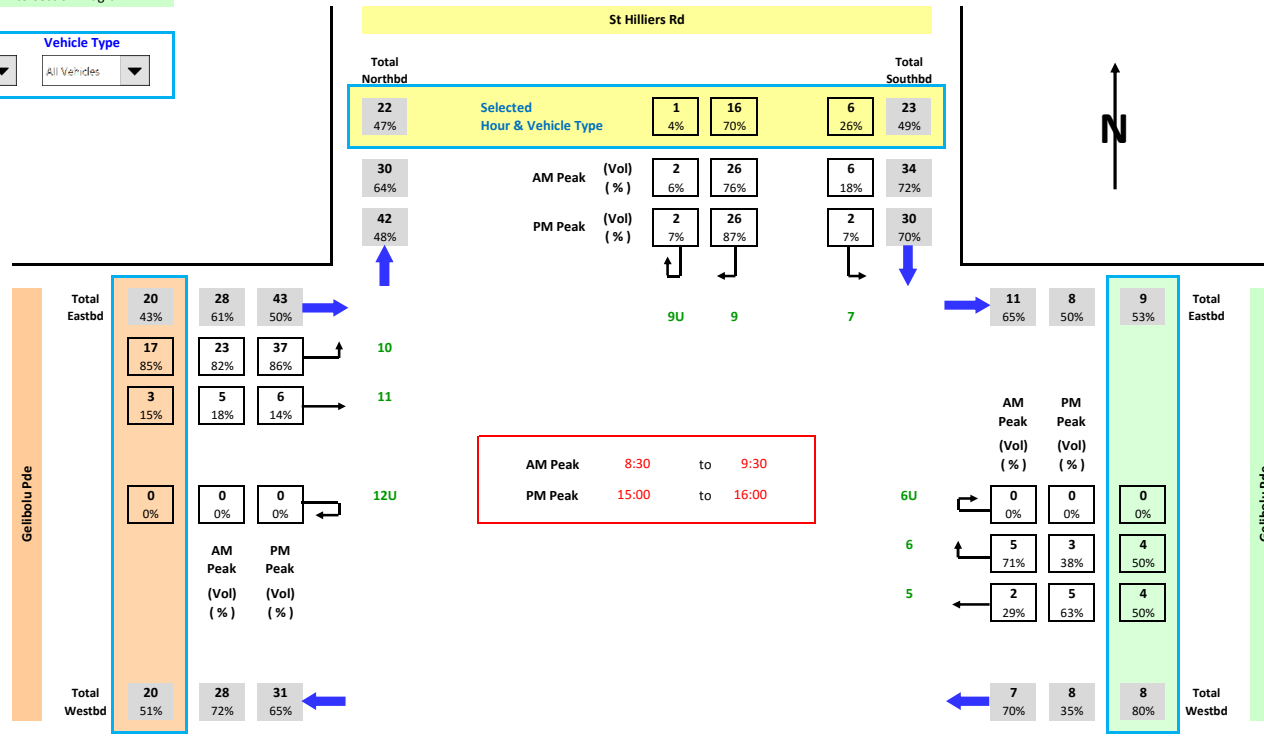 St Hilliers Rd
Vehicle Type
All Vehicles
Total Northbd
Total Southbd
22 1 16 6 23
47% 4% 70% 26% 49%
Selected
Hour & Vehicle Type
30 AM Peak (Vol) 2 26 6 34
64% ( % ) 6% 76% 18% 72%
42 PM Peak (Vol) 2 26 2 30
48% ( % ) 7% 87% 7% 70%
N
Total 20 28 43
Eastbd 43% 61% 50%
9U 9 7
11 8 9 Total
65% 50% 53% Eastbd
17 23 37 10
85% 82% 86%
3 5 6 11
15% 18% 14%
AM PM
Peak Peak
(Vol) (Vol)
( % ) ( % )
AM Peak 8:30 to 9:30
PM Peak 15:00 to 16:00
Gelibolu Pde
0 0 0 12U
0% 0% 0%
6U 0 0 0
0% 0% 0%
6 5 3 4
71% 38% 50%
5 2 5 4
29% 63% 50%
Gelibolu Pde
AM PM
Peak Peak
(Vol) (Vol)
( % ) ( % )
Total 20 28 31
Westbd 51% 72% 65%
7 8 8 Total
70% 35% 80% Westbd